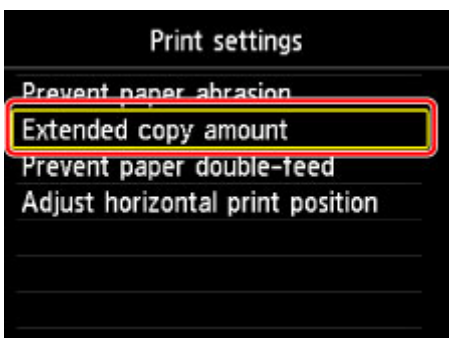 Print settings
Prevent paper abrasion
Extended copy amount
Prevent paper double-feed
Adjust horizontal print position